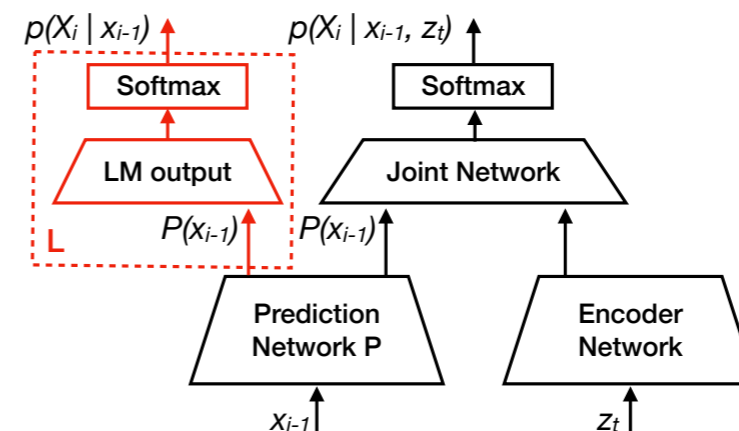 p(Xi | xi-1)
p(Xi | xi-1, zt)
Softmax
Softmax
LM output
Joint Network
P(xi-1)
P(xi-1)
L
Prediction
Network P
Encoder
Network
xi-1
zt